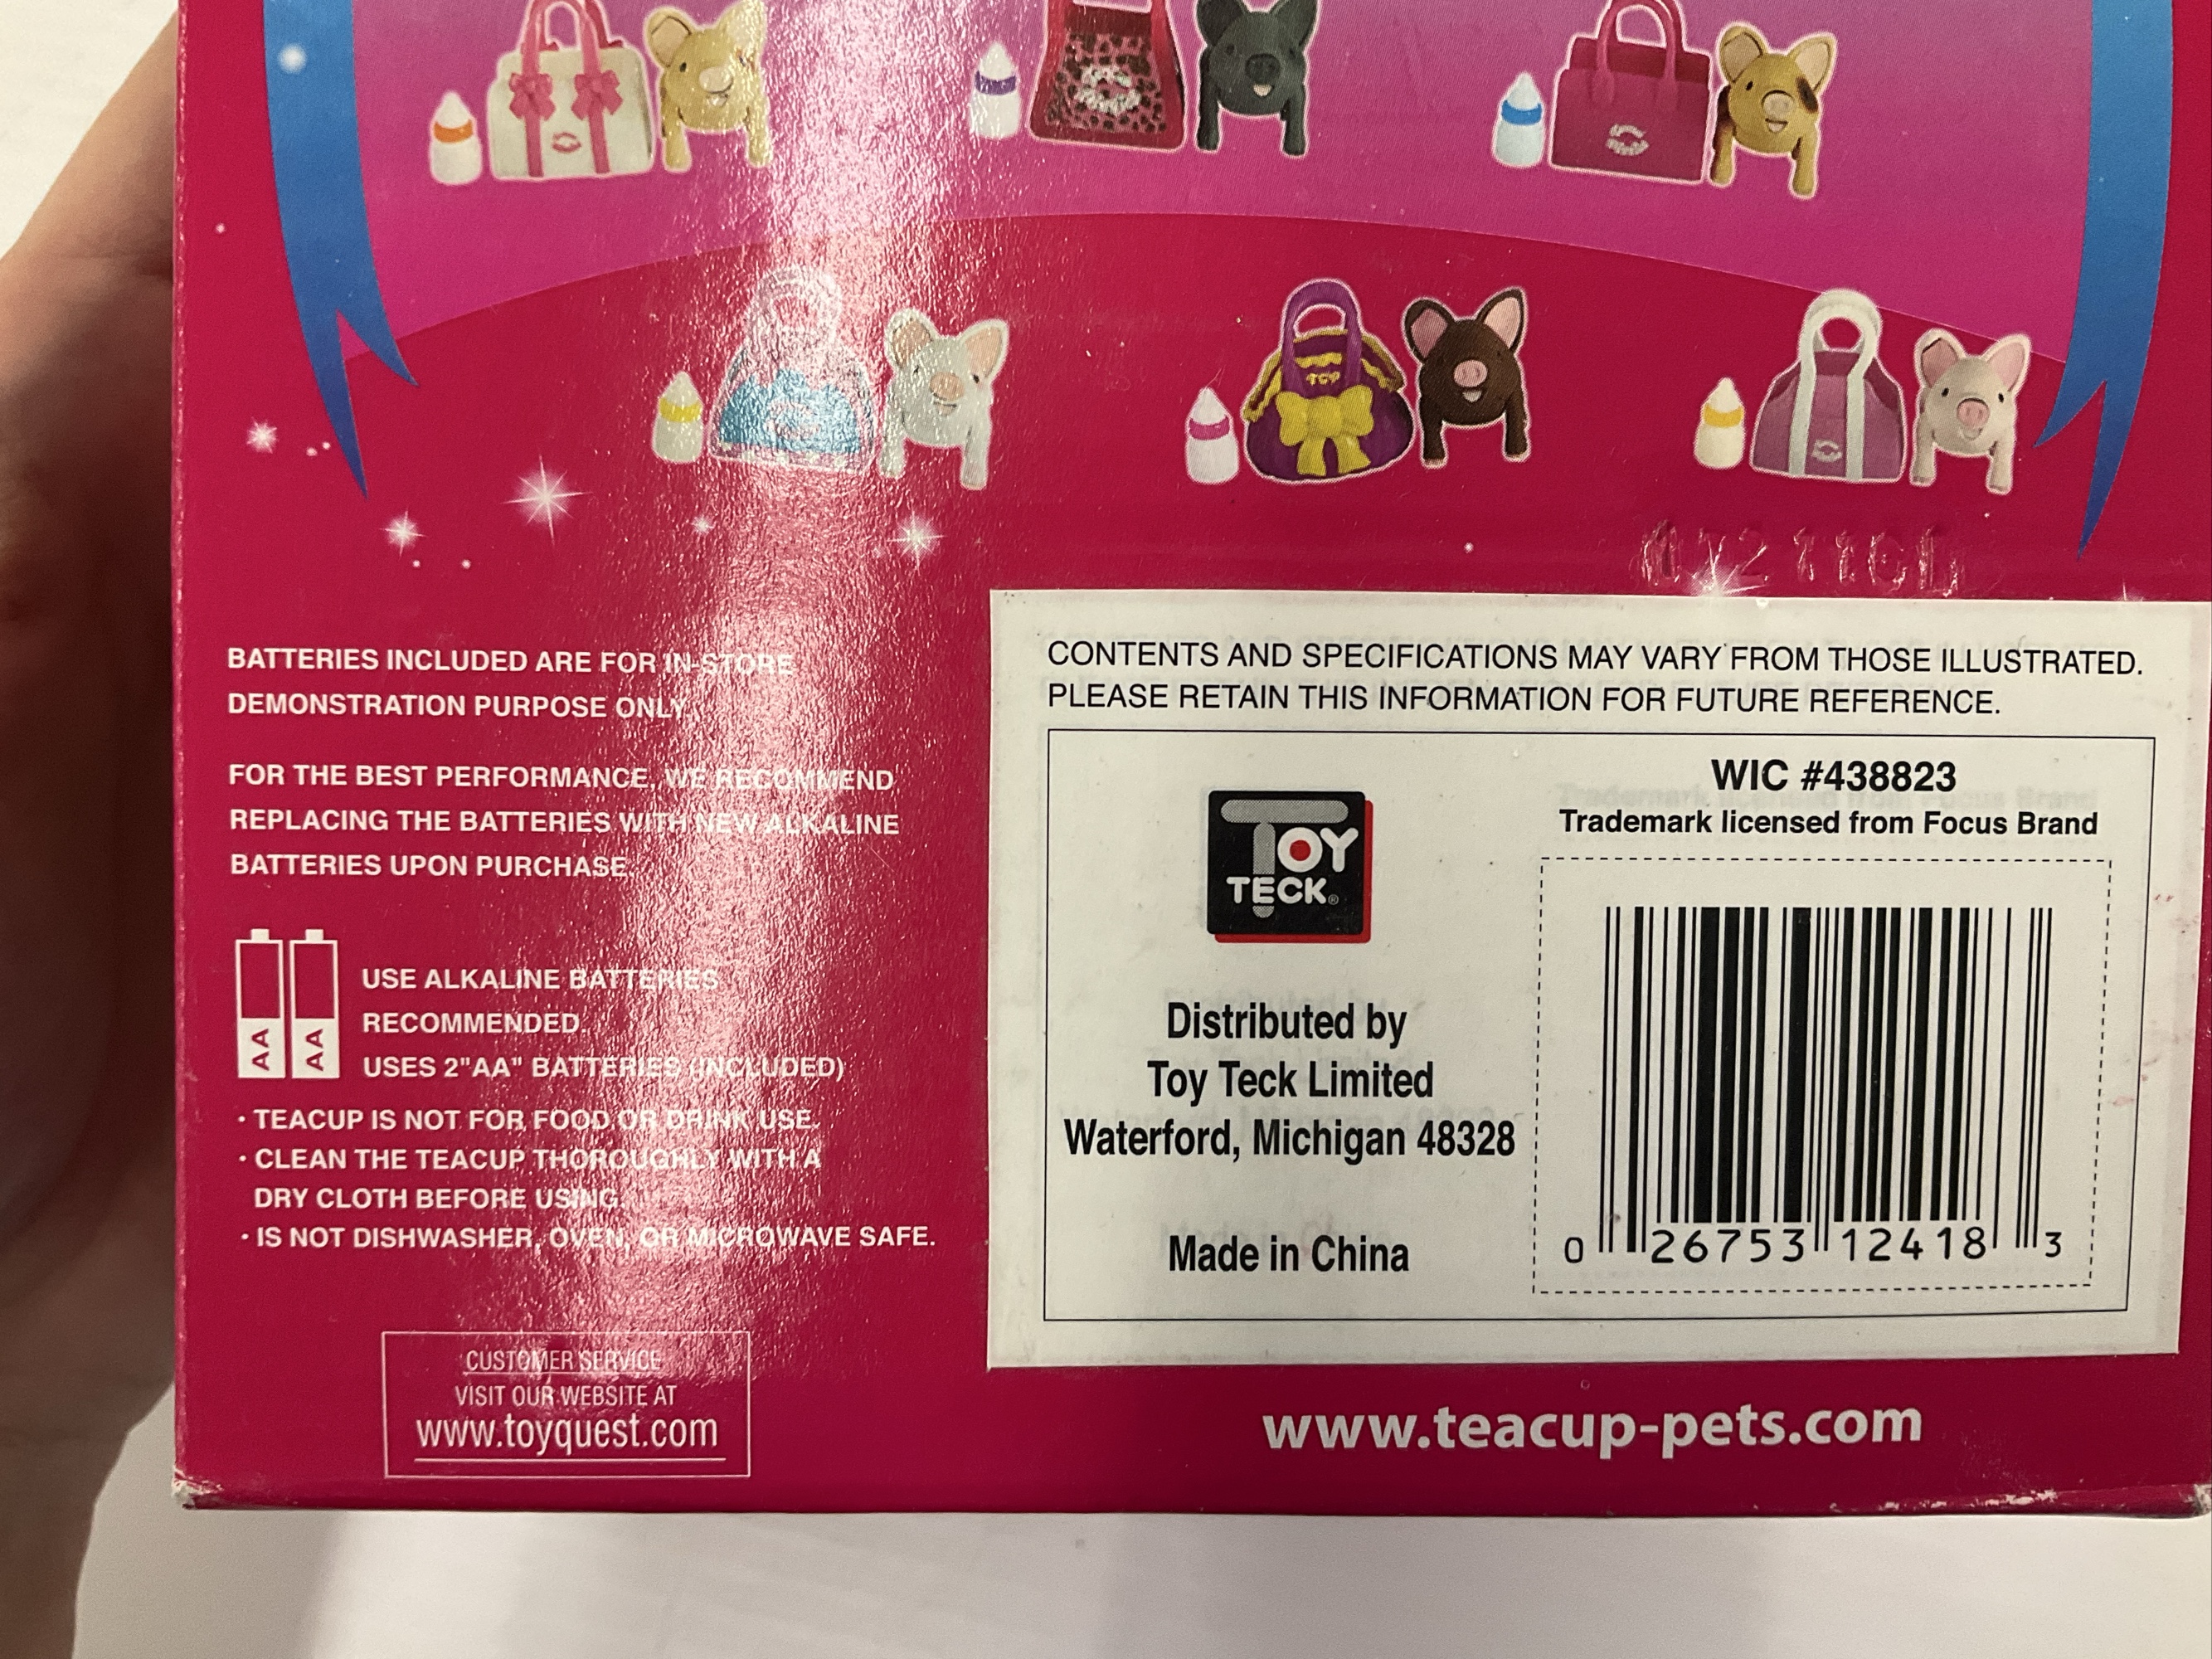 TCP
BATTERIES INCLUDED ARE FOR IN-STORE
DEMONSTRATION PURPOSE ONLY.
FOR THE BEST PERFORMANCE, WE RECOMMEND
REPLACING THE BATTERIES WITH NEW ALKALINE
BATTERIES UPON PURCHASE.
AA AA
USE ALKALINE BATTERIES
RECOMMENDED.
USES 2"AA" BATTERIES (INCLUDED)
· TEACUP IS NOT FOR FOOD OR DRINK USE.
· CLEAN THE TEACUP THOROUGHLY WITH A
DRY CLOTH BEFORE USING.
· IS NOT DISHWASHER, OVEN, OR MICROWAVE SAFE.
CUSTOMER SERVICE
VISIT OUR WEBSITE AT
www.toyquest.com
CONTENTS AND SPECIFICATIONS MAY VARY FROM THOSE ILLUSTRATED.
PLEASE RETAIN THIS INFORMATION FOR FUTURE REFERENCE.
TOY
TECK®
Distributed by
Toy Teck Limited
Waterford, Michigan 48328
Made in China
WIC #438823
Trademark licensed from Focus Brand
0 26753 12418 3
www.teacup-pets.com